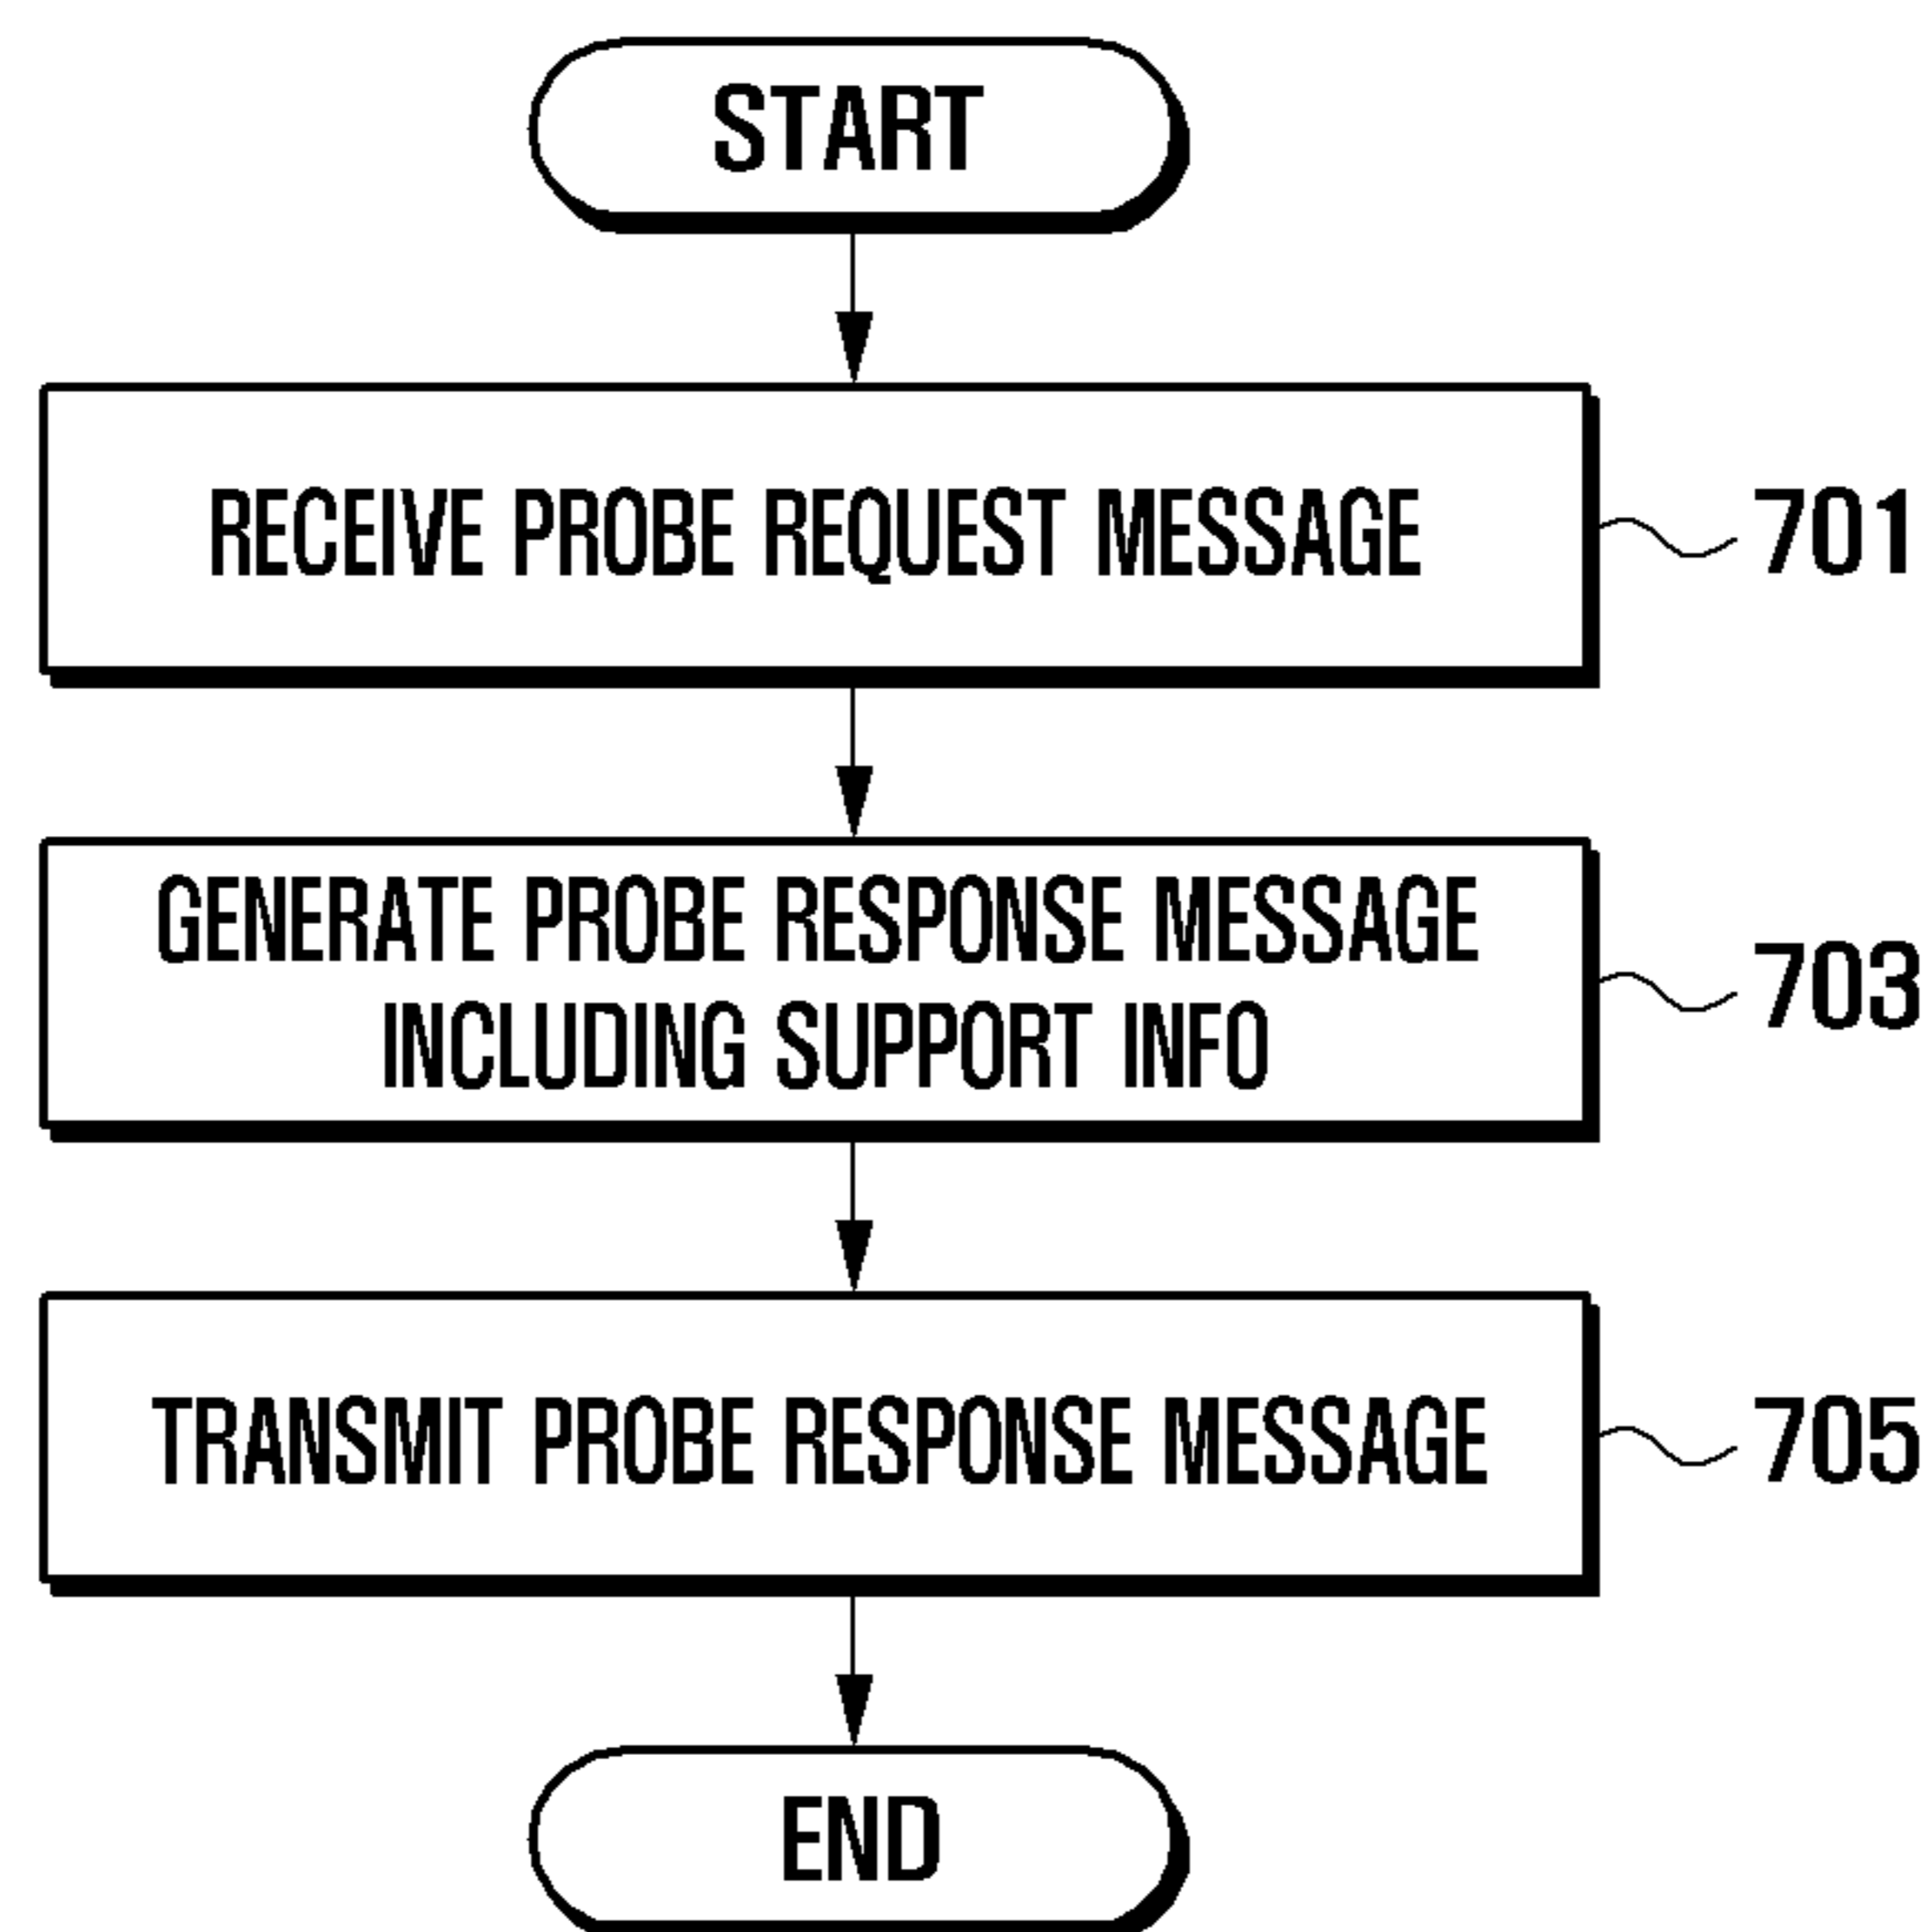 START
RECEIVE PROBE REQUEST MESSAGE
701
GENERATE PROBE RESPONSE MESSAGE
INCLUDING SUPPORT INFO
703
TRANSMIT PROBE RESPONSE MESSAGE
705
END